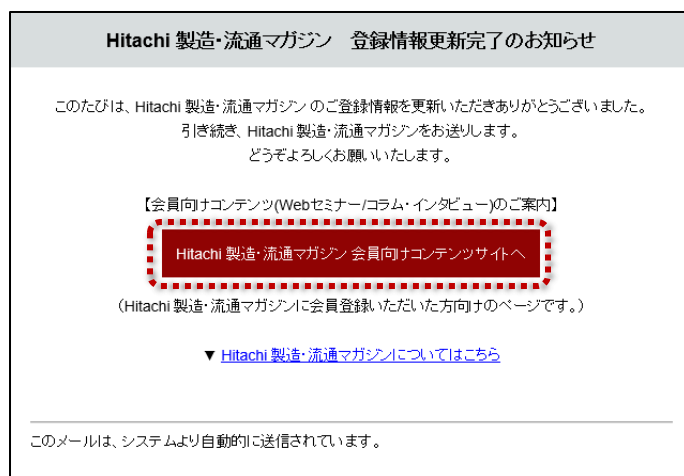 Hitachi 製造・流通マガジン　登録情報更新完了のお知らせ
このたびは、Hitachi 製造・流通マガジン のご登録情報を更新いただきありがとうございました。
引き続き、Hitachi 製造・流通マガジンをお送りします。
どうぞよろしくお願いいたします。
【会員向けコンテンツ(Webセミナー/コラム・インタビュー)のご案内】
Hitachi 製造・流通マガジン 会員向けコンテンツサイトへ
（Hitachi 製造・流通マガジンに会員登録いただいた方向けのページです。）
▼ Hitachi 製造・流通マガジンについてはこちら
このメールは、システムより自動的に送信されています。